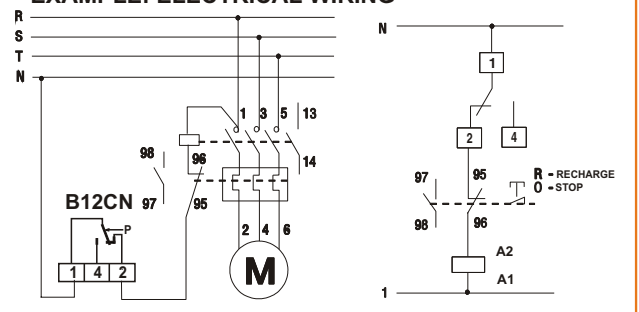 EXAMPLE: ELECTRICAL WIRING
R
S
T
N
1 3 5 13
14
98 96
97 95
B12CN
P
1 4 2
2 4 6
M
N
1
2 4
97 95
98 96
R - RECHARGE
O - STOP
A2
A1
1